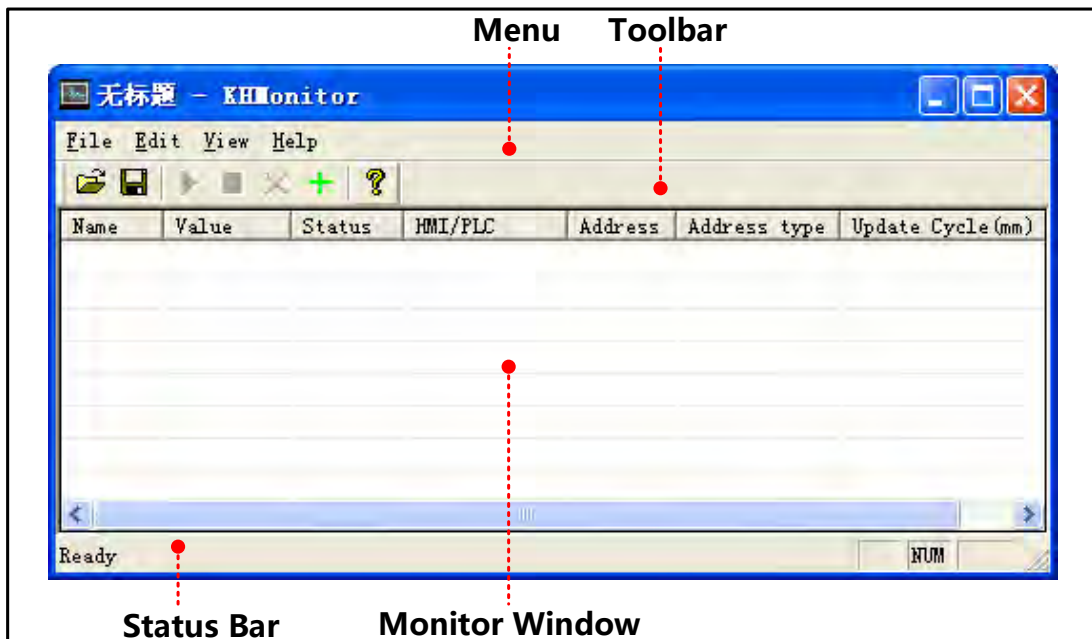 Menu Toolbar
无标题 - KHMonitor
File Edit View Help
Name Value Status HMI/PLC Address Address type Update Cycle(mm)
Ready NUM
Status Bar Monitor Window